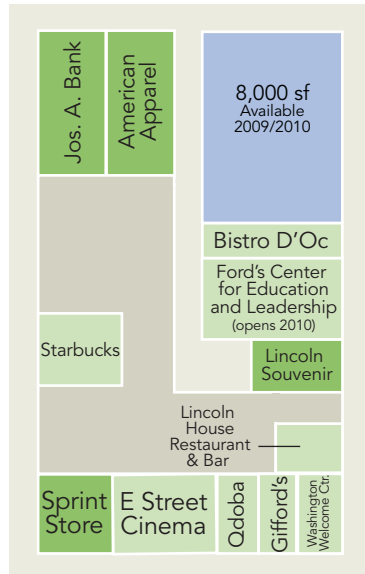 Jos. A. Bank
American
Apparel
8,000 sf
Available
2009/2010
Bistro D'Oc
Ford's Center
for Education
and Leadership
(opens 2010)
Starbucks
Lincoln
Souvenir
Lincoln
House
Restaurant
& Bar
Sprint
Store
E Street
Cinema
Qdoba
Gifford's
Washington
Welcome Ctr.